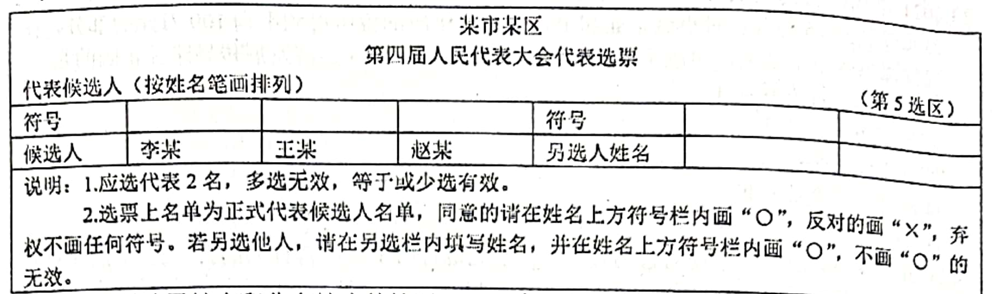 某市某区
第四届人民代表大会代表选票
代表候选人（按姓名笔画排列）
（第5选区）
符号 符号
候选人 李某 王某 赵某 另选人姓名
说明：1.应选代表2名，多选无效，等于或少选有效。
2.选票上名单为正式代表候选人名单，同意的请在姓名上方符号栏内画“○”，反对的画“×”，弃
权不画任何符号。若另选他人，请在另选栏内填写姓名，并在姓名上方符号栏内画“○”，不画“○”的
无效。